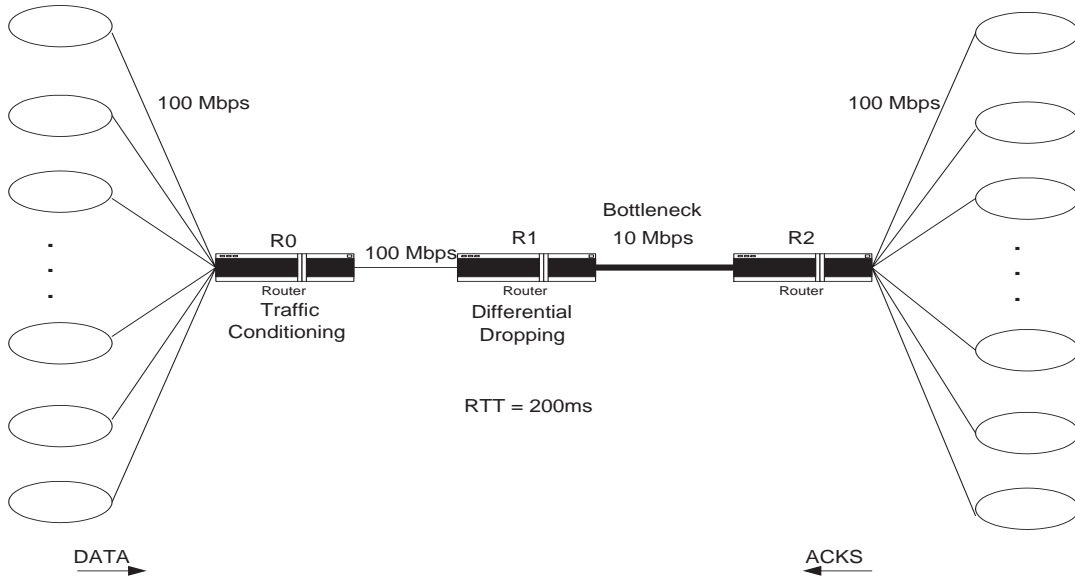 100 Mbps
100 Mbps
Bottleneck
10 Mbps
R0
100 Mbps
R1
R2
Router
Router
Router
Traffic
Conditioning
Differential
Dropping
RTT = 200ms
DATA
ACKS